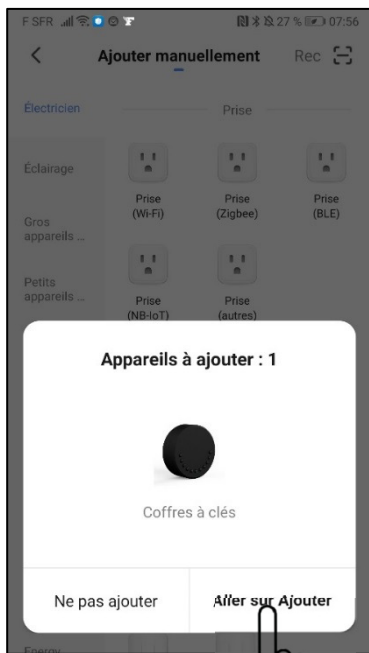 F SFR 27 % 07:56
Ajouter manuellement Rec
Électricien
Prise
Éclairage
Prise
(Wi-Fi)
Prise
(Zigbee)
Prise
(BLE)
Gros
appareils ...
Petits
appareils ...
Prise
(NB-IoT)
Prise
(autres)
Appareils à ajouter : 1
Coffres à clés
Ne pas ajouter
Aller sur Ajouter
Energy